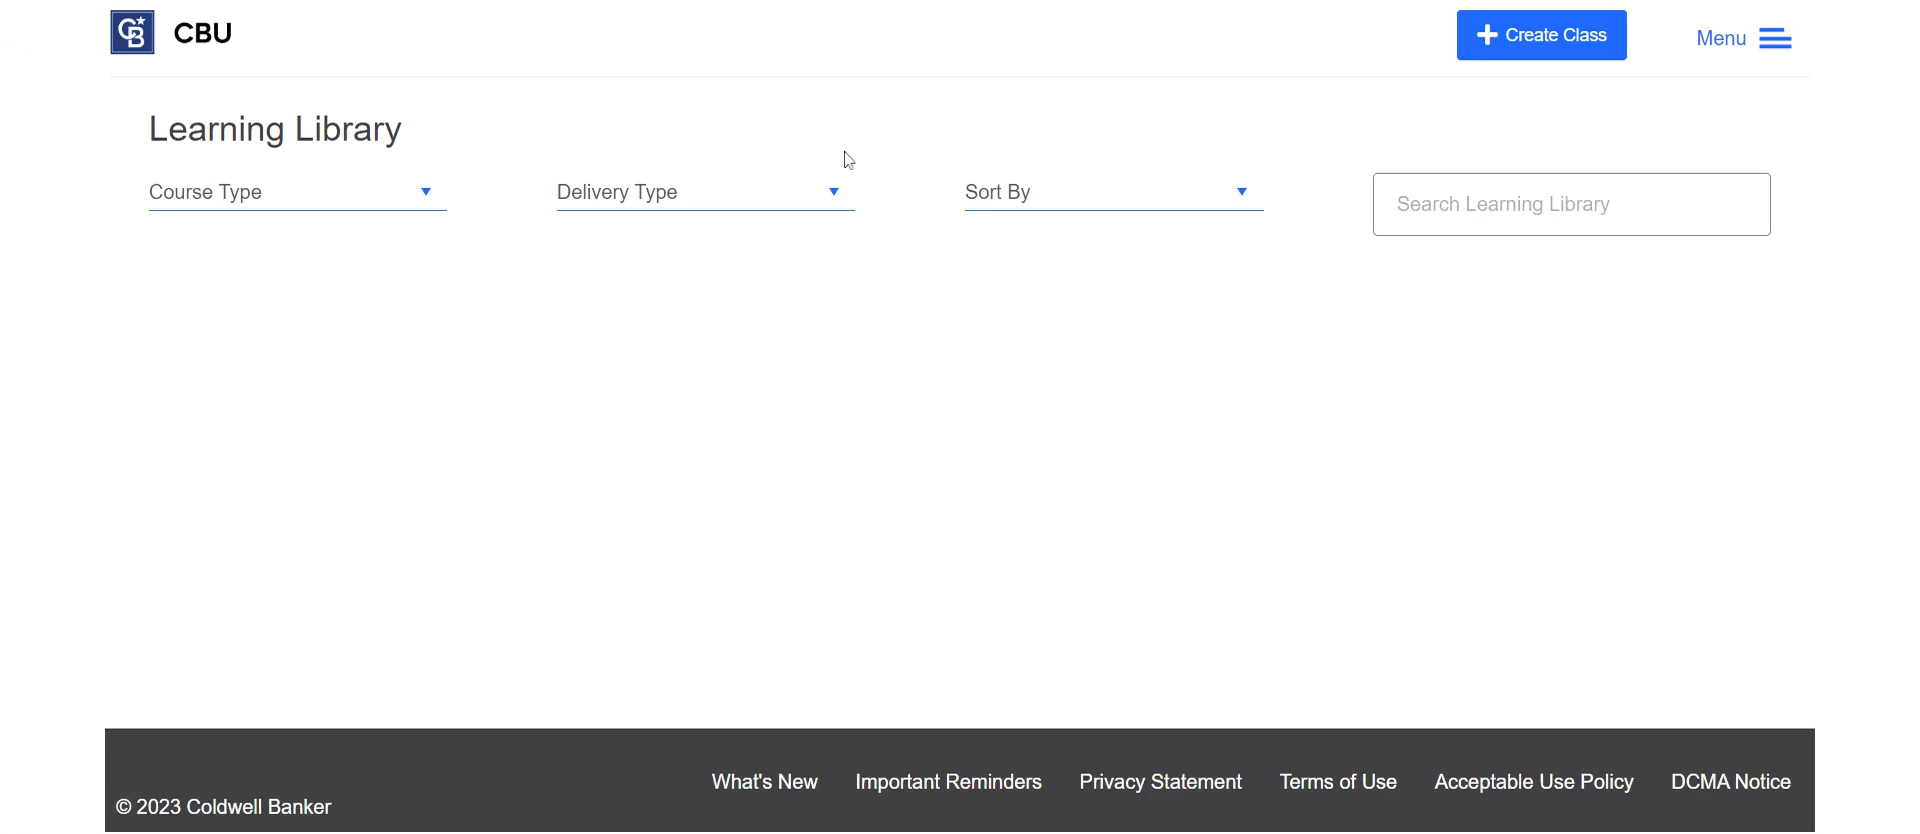 CB CBU
Create Class
Menu
Learning Library
Course Type
Delivery Type
Sort By
Search Learning Library
What's New
Important Reminders
Privacy Statement
Terms of Use
Acceptable Use Policy
DCMA Notice
© 2023 Coldwell Banker